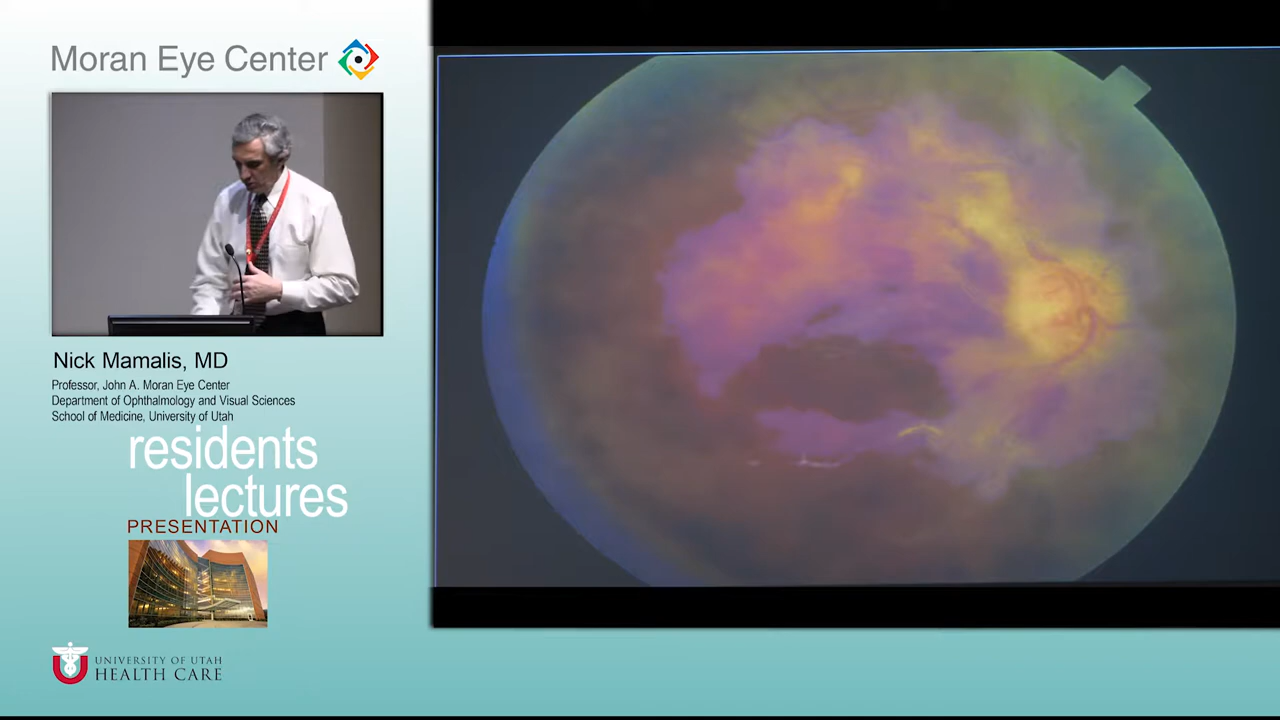 Moran Eye Center
Nick Mamalis, MD
Professor, John A. Moran Eye Center
Department of Ophthalmology and Visual Sciences
School of Medicine, University of Utah
residents
lectures
PRESENTATION
UNIVERSITY OF UTAH
HEALTH CARE